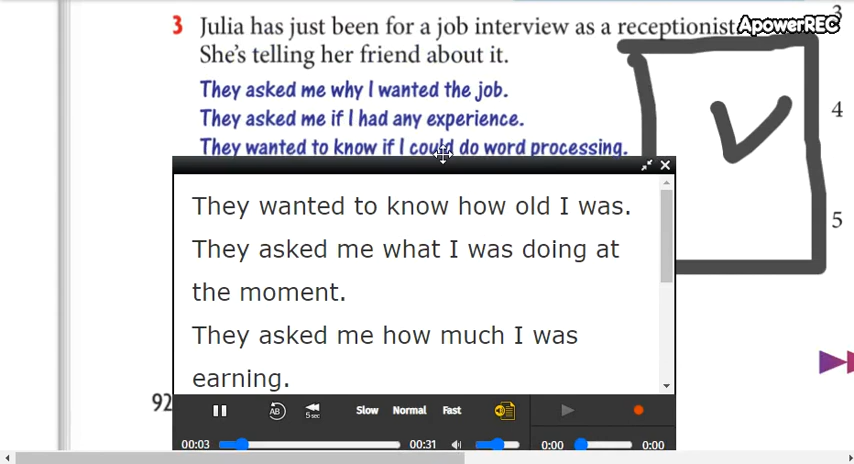 3 Julia has just been for a job interview as a receptionist
ApowerREC
3
She's telling her friend about it.
They asked me why I wanted the job.
They asked me if I had any experience.
4
They wanted to know if I could do word processing.
They wanted to know how old I was.
5
They asked me what I was doing at
the moment.
They asked me how much I was
earning.
92
AB
5 sec
Slow Normal Fast
00:03 00:31 0:00 0:00